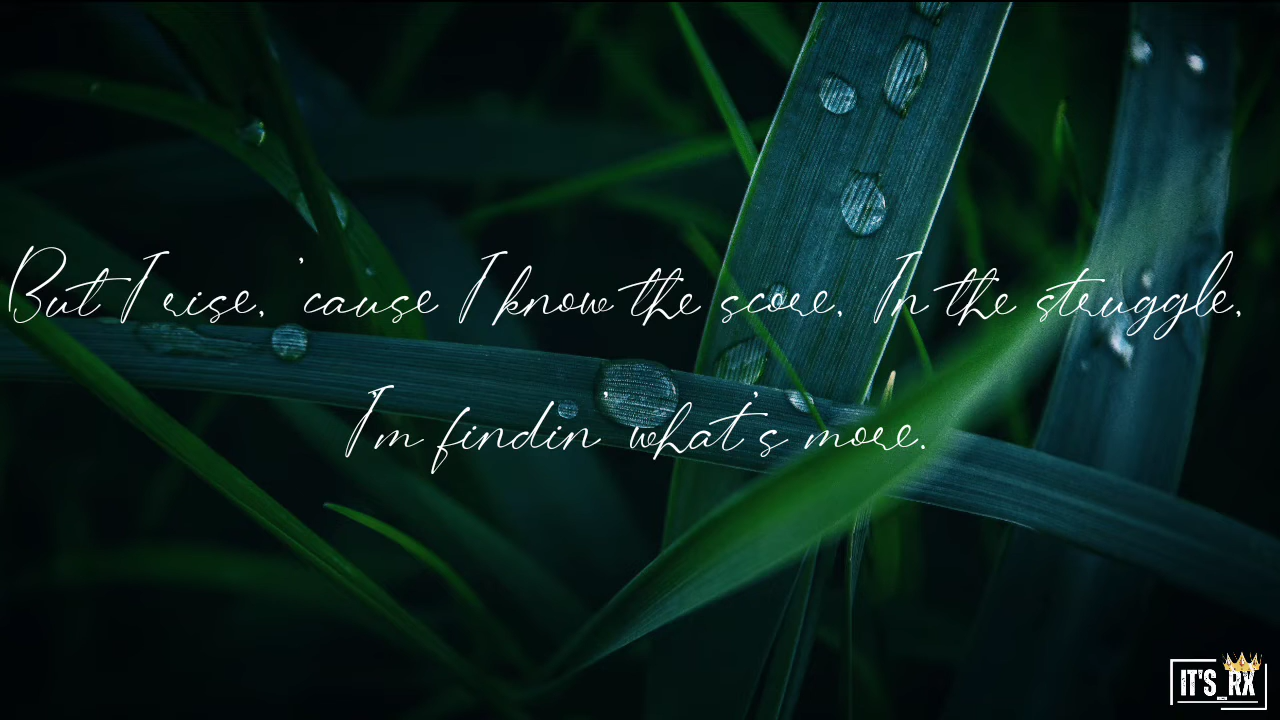 But I rise, 'cause I know the score, In the struggle,
I'm findin' what's more.
IT'S_RX